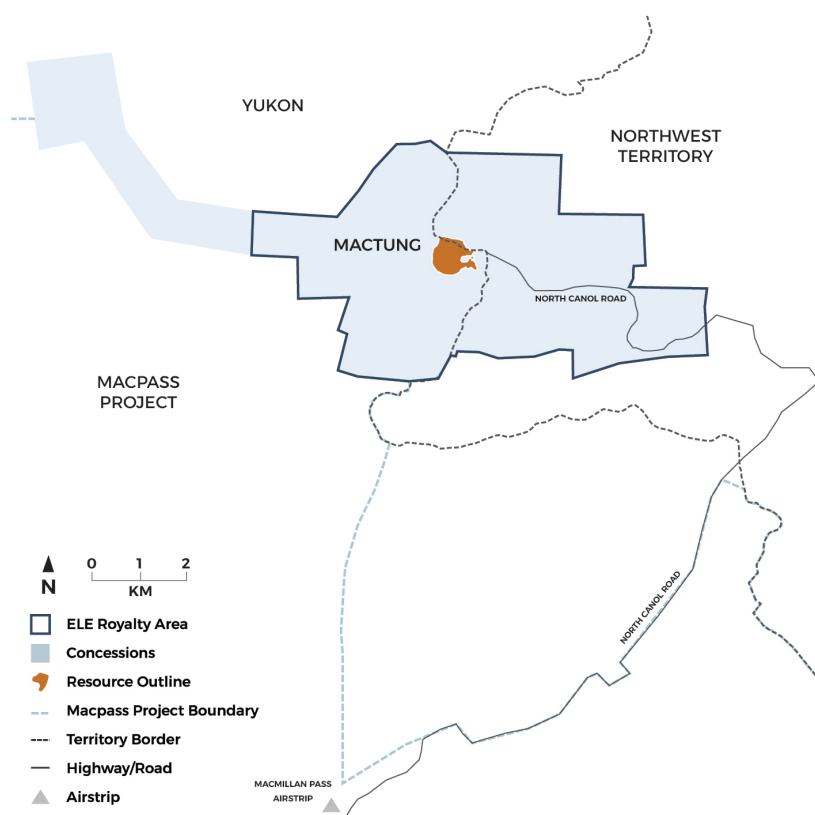 YUKON
NORTHWEST
TERRITORY
MACTUNG
NORTH CANOL ROAD
MACPASS
PROJECT
NORTH CANOL ROAD
N
0 1 2
KM
ELE Royalty Area
Concessions
Resource Outline
Macpass Project Boundary
Territory Border
Highway/Road
Airstrip
MACMILLAN PASS
AIRSTRIP